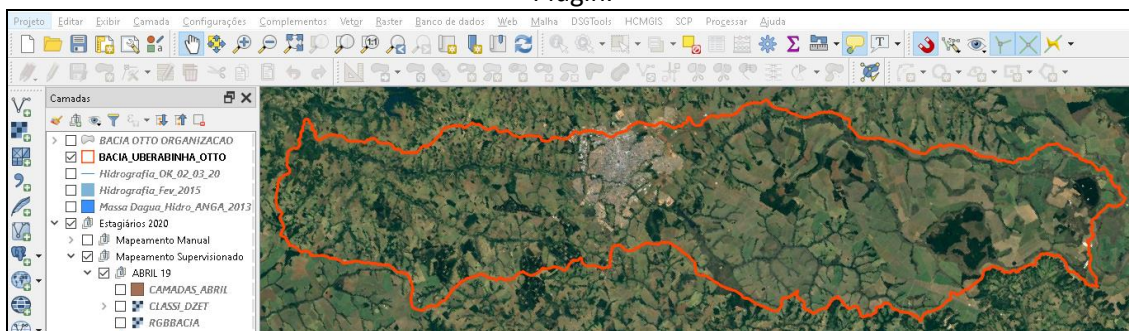 Plugin.
Projeto Editar Exibir Camada Configurações Complementos Vetor Raster Banco de dados Web Malha DSGTools HCMGIS SCP Processar Ajuda
Camadas
BACIA OTTO ORGANIZACAO
BACIA_UBERABINHA_OTTO
Hidrografia_OK_02_03_20
Hidrografia_Fev_2015
Massa Dagua_Hidro_ANGA_2013
Estagiários 2020
Mapeamento Manual
Mapeamento Supervisionado
ABRIL 19
CAMADAS_ABRIL
CLASSI_DZET
RGBBACIA